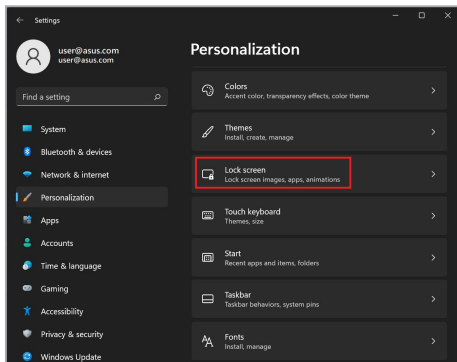 Settings
user@asus.com
user@asus.com
Find a setting
System
Bluetooth & devices
Network & internet
Personalization
Apps
Accounts
Time & language
Gaming
Accessibility
Privacy & security
Windows Update
Personalization
Colors
Accent color, transparency effects, color theme
Themes
Install, create, manage
Lock screen
Lock screen images, apps, animations
Touch keyboard
Themes, size
Start
Recent apps and items, folders
Taskbar
Taskbar behaviors, system pins
Fonts
Install, manage